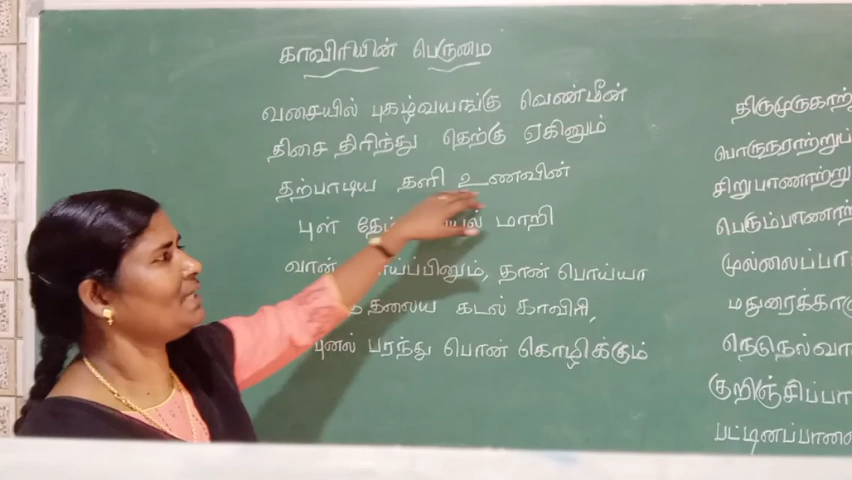 காவிரியின் பெருமை
வசையில் புகழ்வயங்கு வெண்மீன்
திசை திரிந்து தெற்கு ஏகினும்
தற்பாடிய தளி உணவின்
புள் மாறி
வான் தான் பொய்யா
கடல் காவிரி,
புனல் பரந்து பொன் கொழிக்கும்
திருமுருகாற்
பொருநராற்றுப்
சிறுபாணாற்று
பெரும்பாணாற்
முல்லைப்பா
மதுரைக்கா
நெடுநல்வா
குறிஞ்சிப்பா
பட்டினப்பாலை